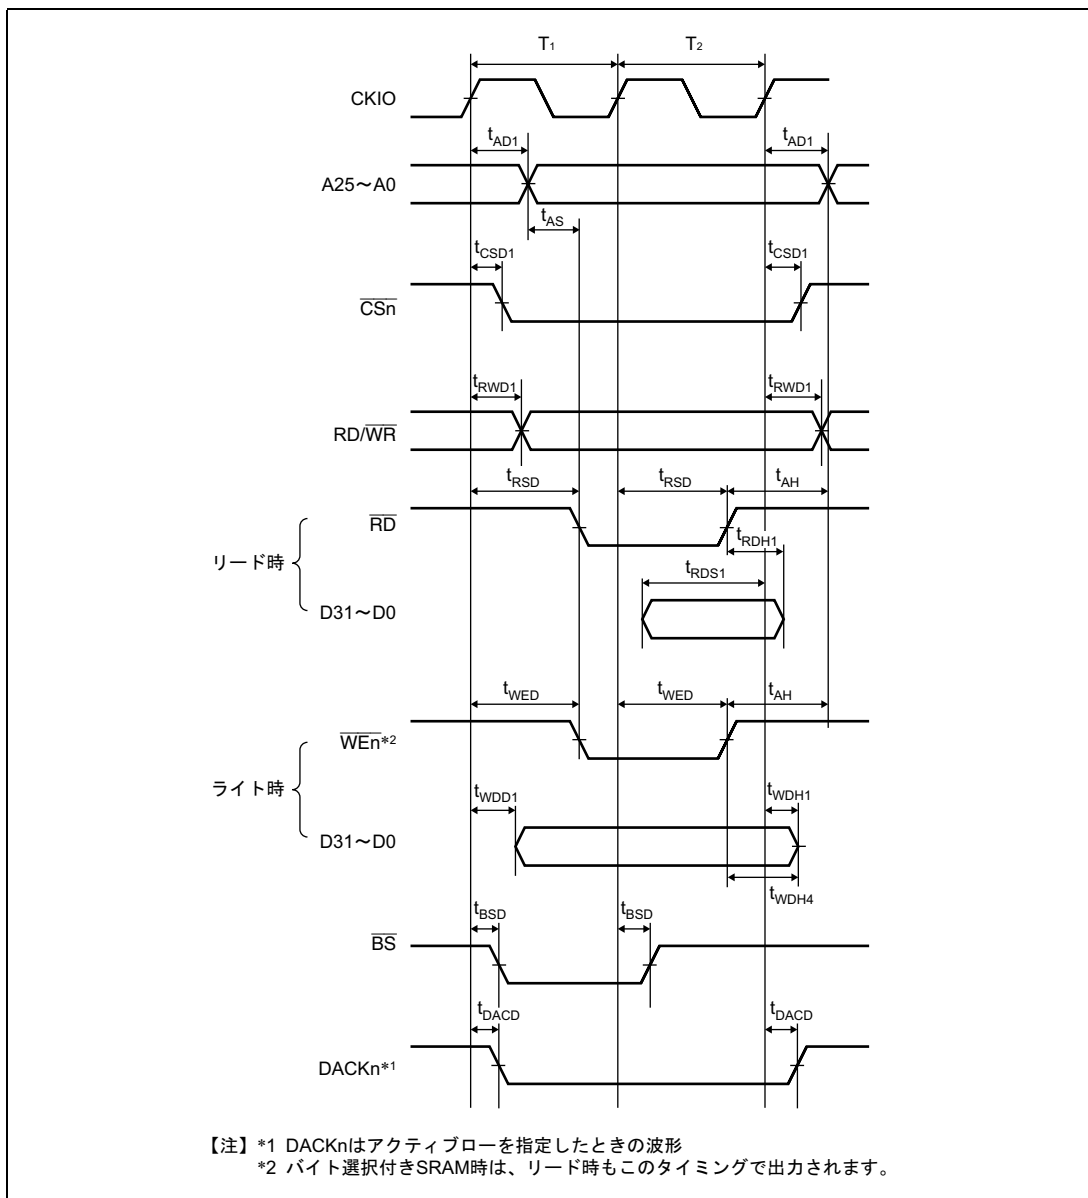 T1 T2
CKIO
tAD1 tAD1
A25～A0
tAS
tCSD1 tCSD1
CSn
tRWD1 tRWD1
RD/WR
tRSD tRSD tAH
RD
tRDH1
リード時
tRDS1
D31～D0
tWED tWED tAH
WEn*2
ライト時
tWDD1 tWDH1
D31～D0
tWDH4
tBSD tBSD
BS
tDACD tDACD
DACKn*1
【注】*1 DACKnはアクティブローを指定したときの波形
*2 バイト選択付きSRAM時は、リード時もこのタイミングで出力されます。